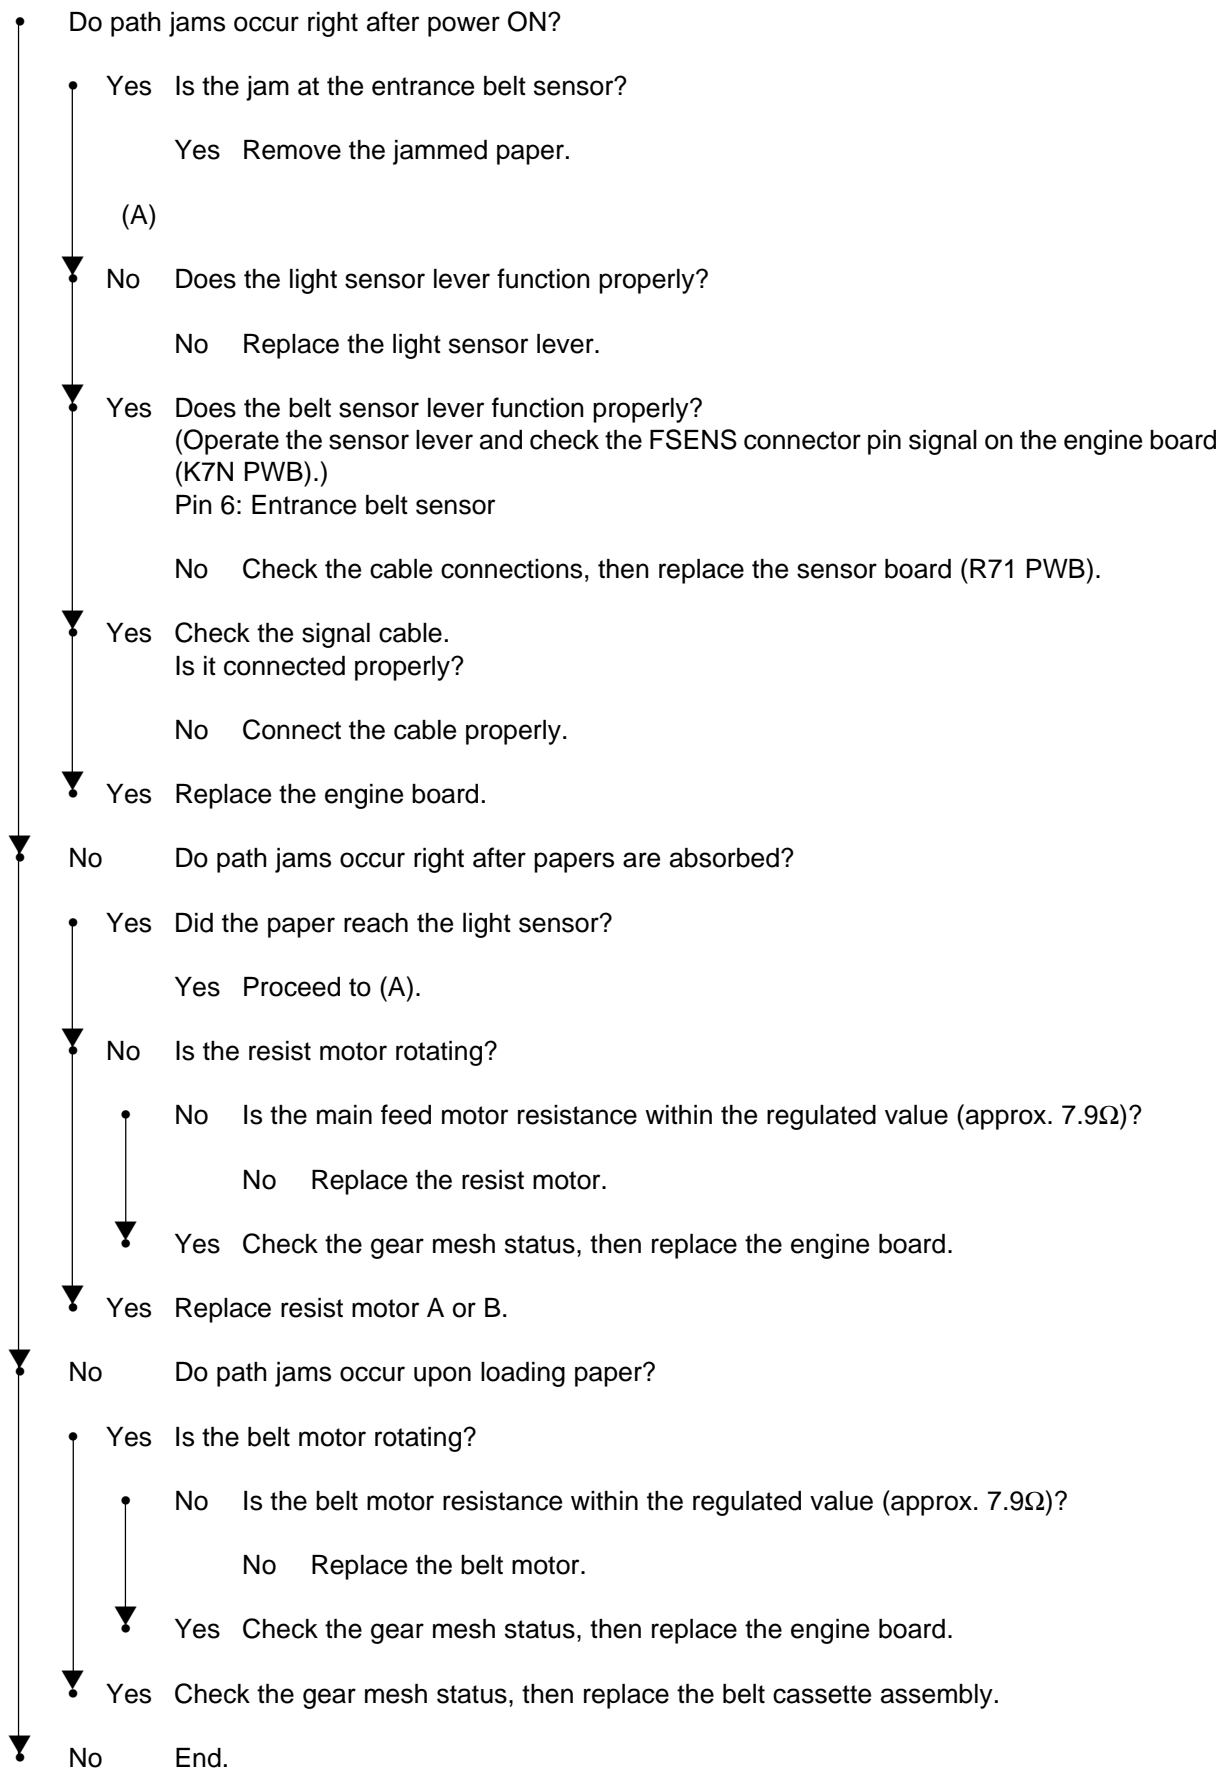 Do path jams occur right after power ON?
Yes Is the jam at the entrance belt sensor?
Yes Remove the jammed paper.
(A)
No Does the light sensor lever function properly?
No Replace the light sensor lever.
Yes Does the belt sensor lever function properly?
(Operate the sensor lever and check the FSENS connector pin signal on the engine board
(K7N PWB).)
Pin 6: Entrance belt sensor
No Check the cable connections, then replace the sensor board (R71 PWB).
Yes Check the signal cable.
Is it connected properly?
No Connect the cable properly.
Yes Replace the engine board.
No Do path jams occur right after papers are absorbed?
Yes Did the paper reach the light sensor?
Yes Proceed to (A).
No Is the resist motor rotating?
No Is the main feed motor resistance within the regulated value (approx. 7.9Ω)?
No Replace the resist motor.
Yes Check the gear mesh status, then replace the engine board.
Yes Replace resist motor A or B.
No Do path jams occur upon loading paper?
Yes Is the belt motor rotating?
No Is the belt motor resistance within the regulated value (approx. 7.9Ω)?
No Replace the belt motor.
Yes Check the gear mesh status, then replace the engine board.
Yes Check the gear mesh status, then replace the belt cassette assembly.
No End.